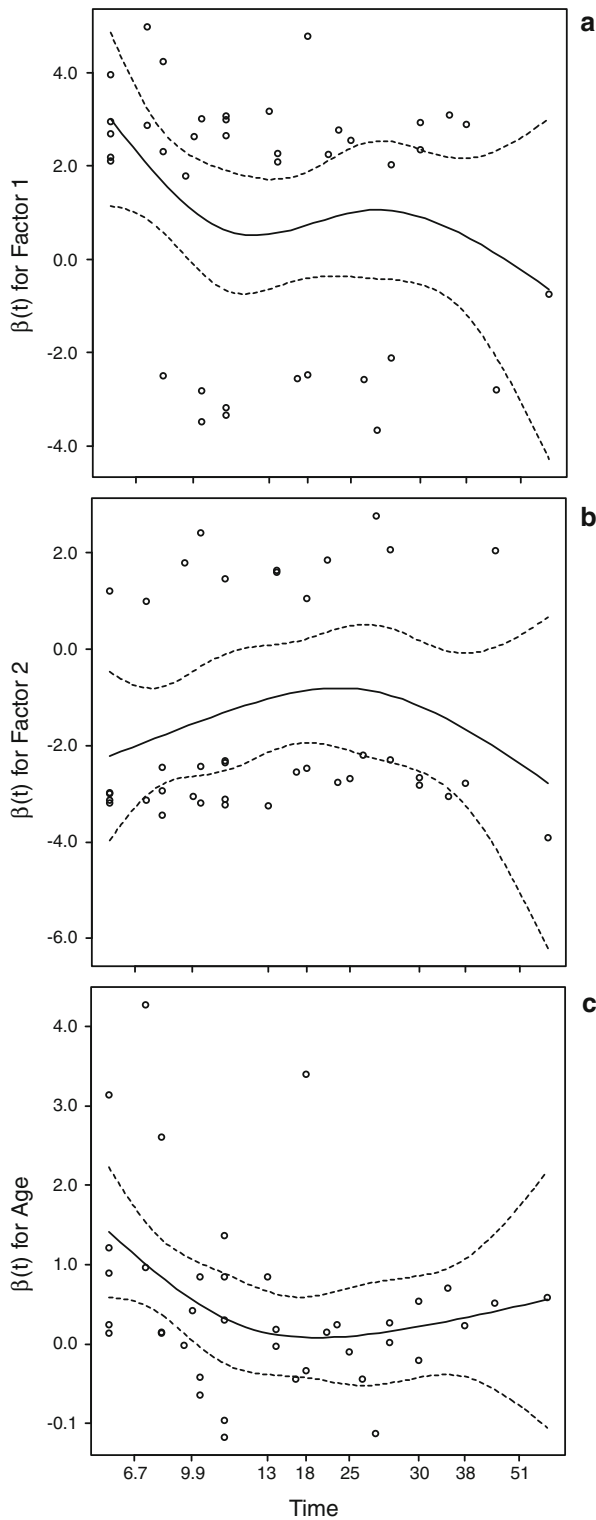 a
4.0
2.0
0.0
-2.0
-4.0
β(t) for Factor 1
b
2.0
0.0
-2.0
-4.0
-6.0
β(t) for Factor 2
c
4.0
3.0
2.0
1.0
0.0
-0.1
β(t) for Age
6.7 9.9 13 18 25 30 38 51
Time